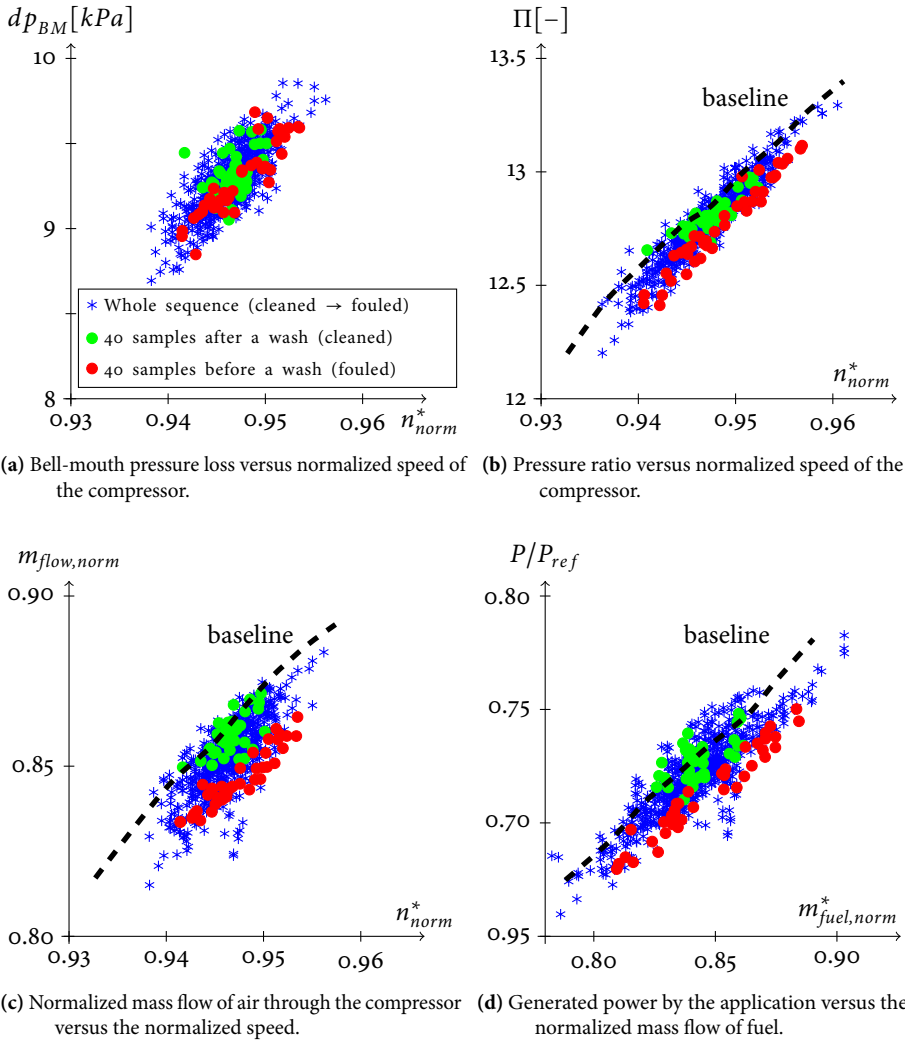 dp_BM[kPa]
10
9
8
0.93 0.94 0.95 0.96
n*_norm
Whole sequence (cleaned → fouled)
40 samples after a wash (cleaned)
40 samples before a wash (fouled)
(a) Bell-mouth pressure loss versus normalized speed of
the compressor.
Π[−]
13.5
13
12.5
12
0.93 0.94 0.95 0.96
n*_norm
baseline
(b) Pressure ratio versus normalized speed of the
compressor.
m_flow,norm
0.90
0.85
0.80
0.93 0.94 0.95 0.96
n*_norm
baseline
(c) Normalized mass flow of air through the compressor
versus the normalized speed.
P/P_ref
0.80
0.75
0.70
0.95
0.80 0.85 0.90
m*_fuel,norm
baseline
(d) Generated power by the application versus the
normalized mass flow of fuel.